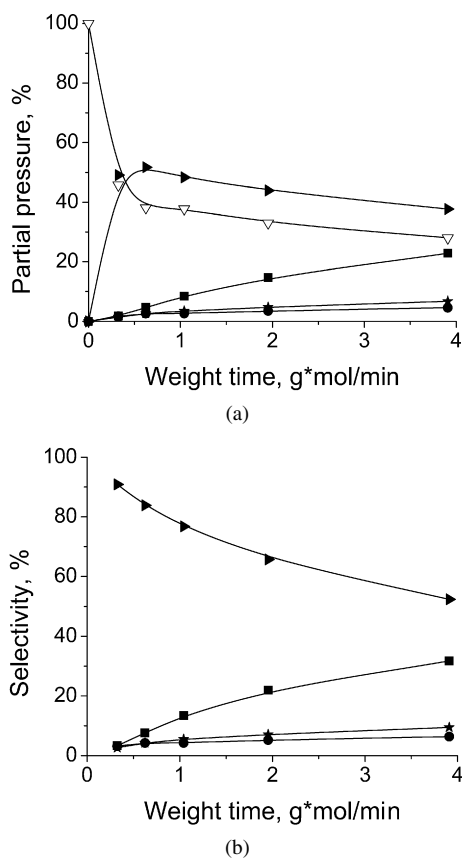 100
80
60
40
20
0
Partial pressure, %
0 1 2 3 4
Weight time, g*mol/min
(a)
100
80
60
40
20
0
Selectivity, %
0 1 2 3 4
Weight time, g*mol/min
(b)